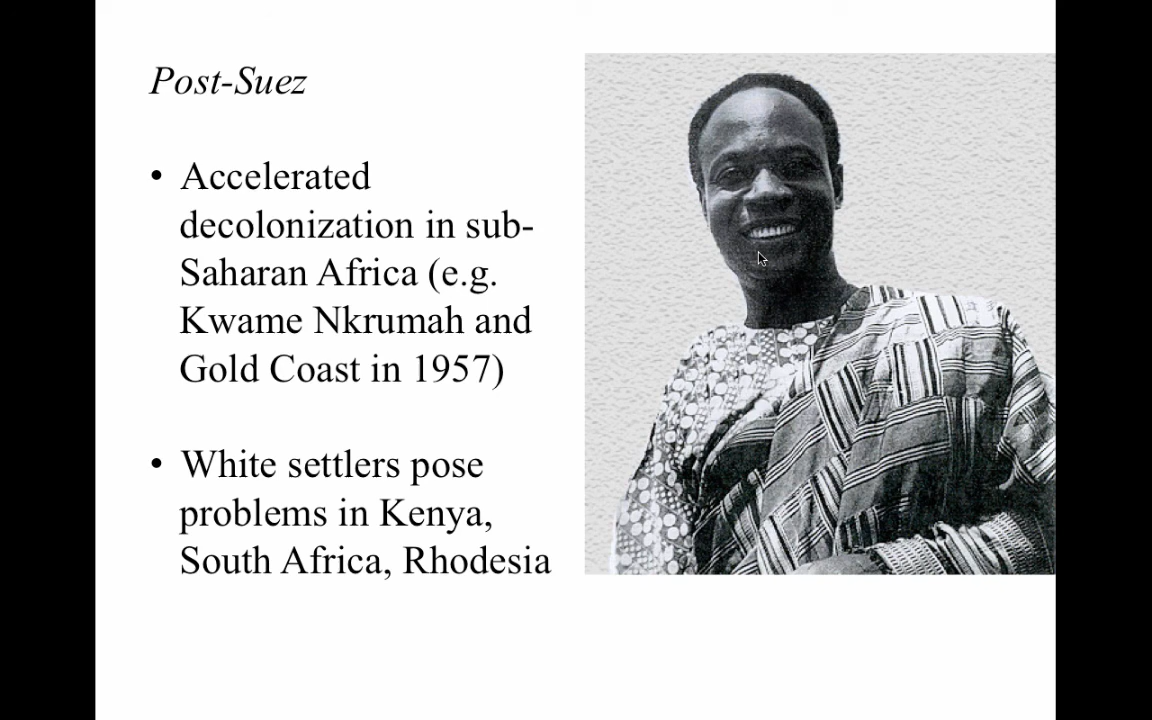 Post-Suez
• Accelerated
decolonization in sub-
Saharan Africa (e.g.
Kwame Nkrumah and
Gold Coast in 1957)
• White settlers pose
problems in Kenya,
South Africa, Rhodesia